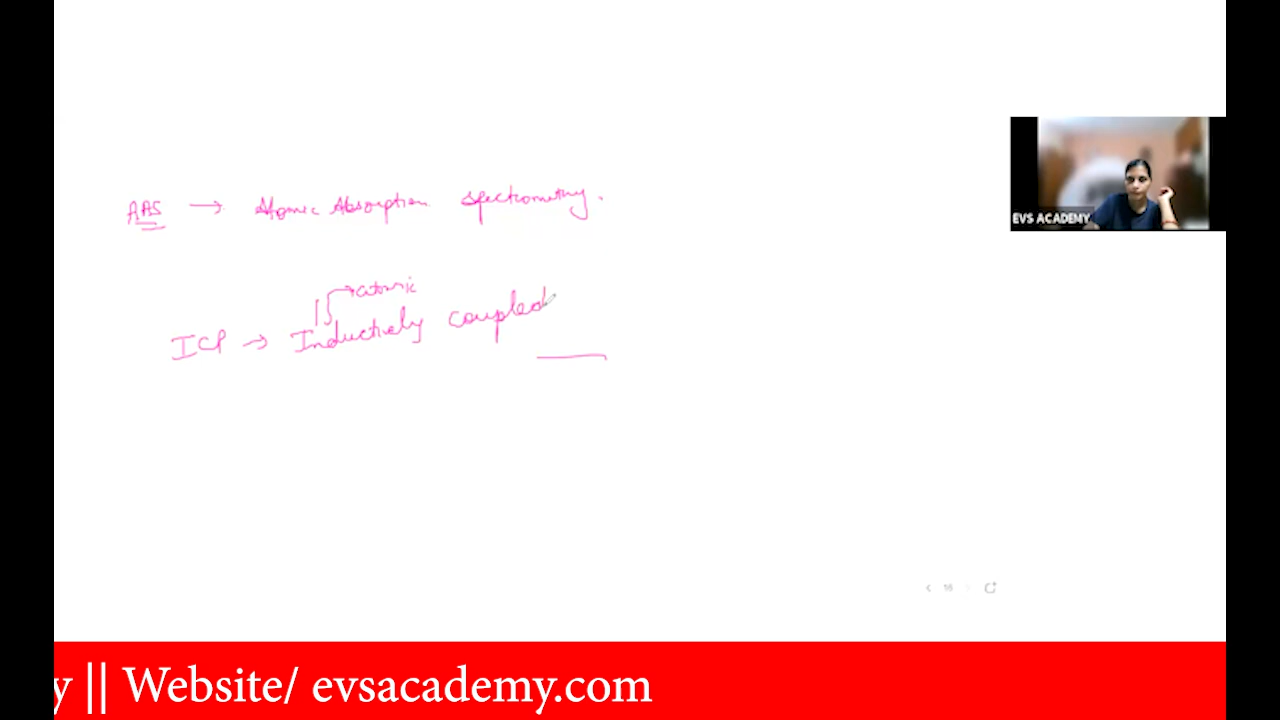 AAS → Atomic Absorption Spectrometry.
EVS ACADEMY
atomic
ICP → Inductively coupled
y || Website/ evsacademy.com